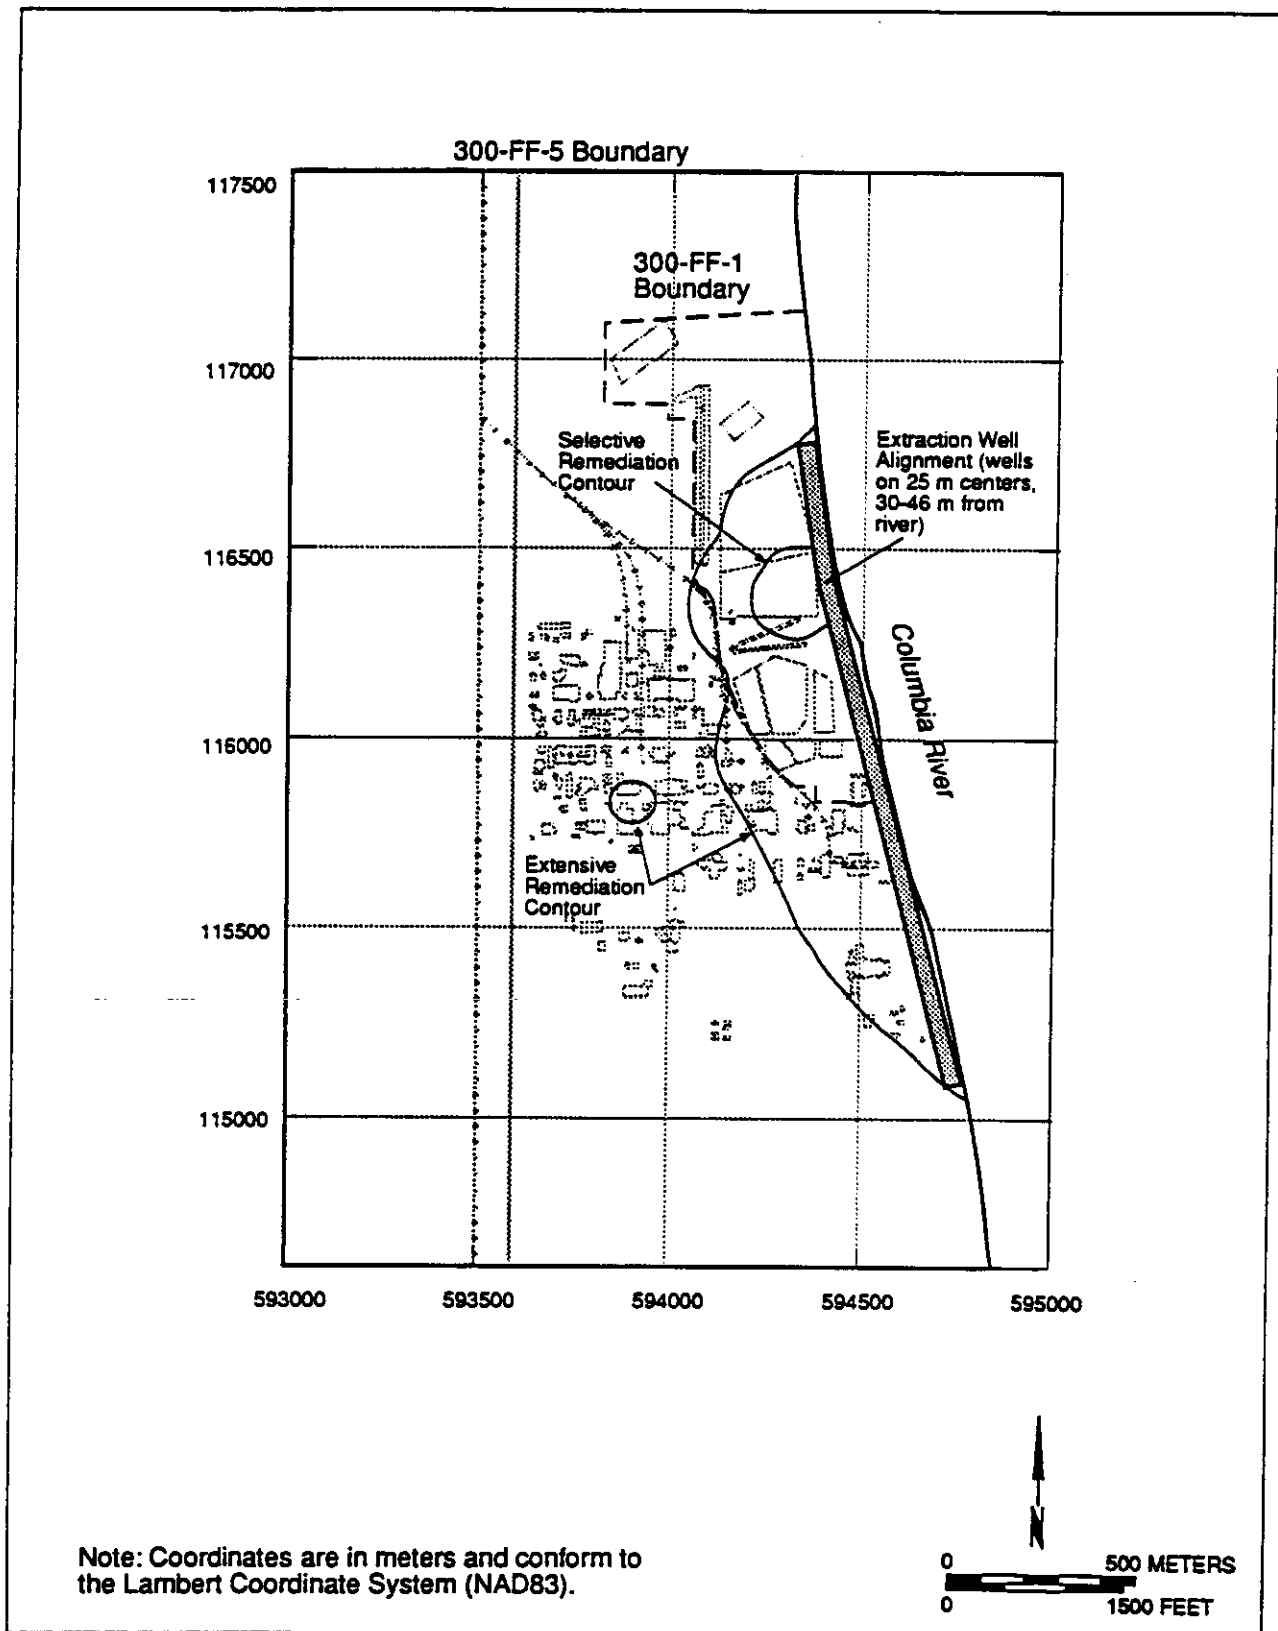 300-FF-5 Boundary
117500
300-FF-1
Boundary
117000
Selective
Remediation
Contour
Extraction Well
Alignment (wells
on 25 m centers,
30-46 m from
river)
116500
Columbia River
116000
Extensive
Remediation
Contour
115500
115000
593000
593500
594000
594500
595000
N
Note: Coordinates are in meters and conform to
the Lambert Coordinate System (NAD83).
0
500 METERS
0
1500 FEET